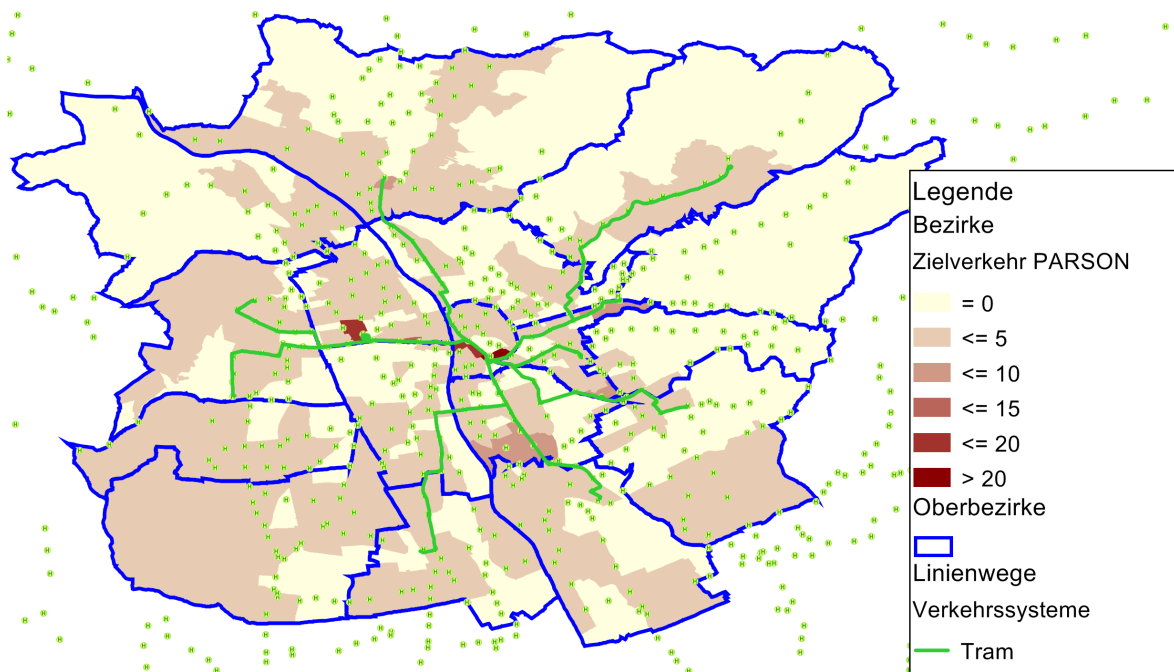 Legende
Bezirke
Zielverkehr PARSON
= 0
<= 5
<= 10
<= 15
<= 20
> 20
Oberbezirke
Linienwege
Verkehrssysteme
Tram